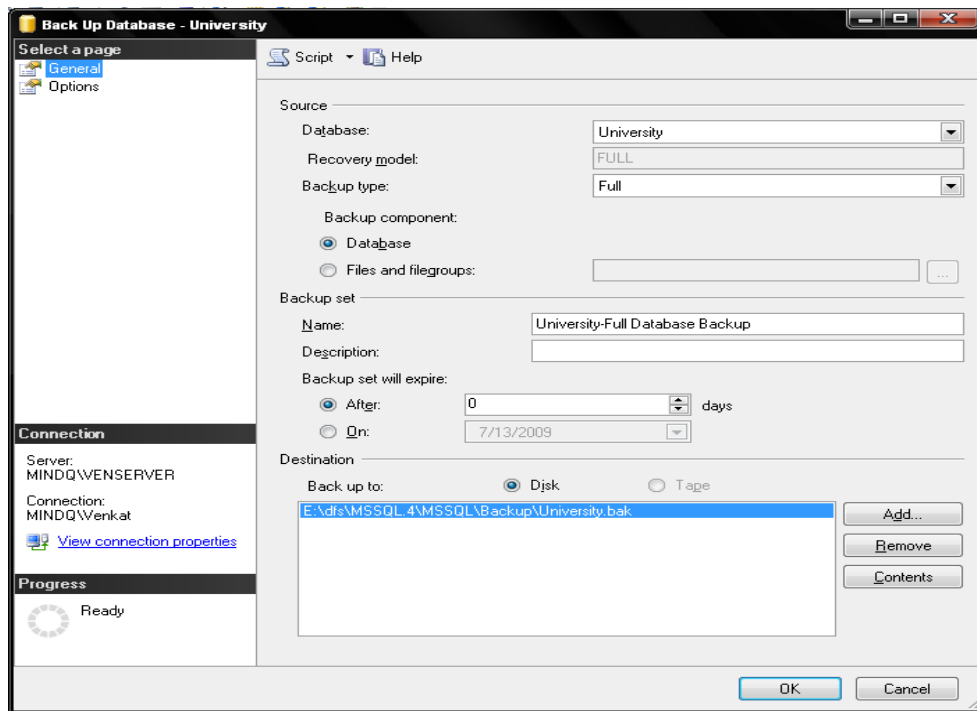 Back Up Database - University
Select a page
General
Options
Script Help
Source
Database: University
Recovery model: FULL
Backup type: Full
Backup component:
Database
Files and filegroups: ...
Backup set
Name: University-Full Database Backup
Description:
Backup set will expire:
After: 0 days
On: 7/13/2009
Destination
Back up to: Disk Tape
E:\dfs\MSSQL.4\MSSQL\Backup\University.bak
Add...
Remove
Contents
Connection
Server:
MINDQ\VENSERVER
Connection:
MINDQ\Venkat
View connection properties
Progress
Ready
OK Cancel